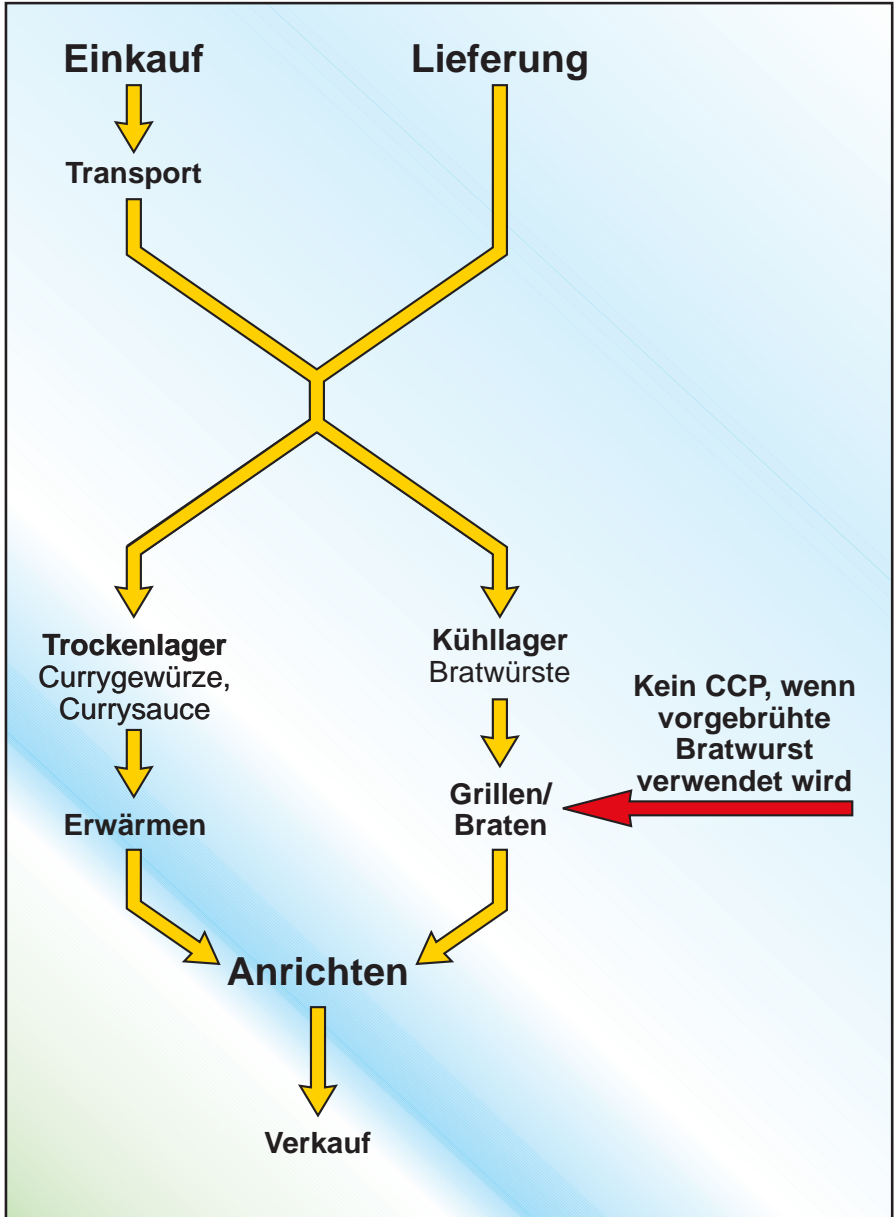 Einkauf
Lieferung
Transport
Trockenlager
Currygewürze,
Currysauce
Kühllager
Bratwürste
Kein CCP, wenn
vorgebrühte
Bratwurst
verwendet wird
Erwärmen
Grillen/
Braten
Anrichten
Verkauf